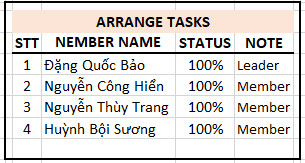 ARRANGE TASKS
STT NEMBER NAME STATUS NOTE
1 Đặng Quốc Bảo 100% Leader
2 Nguyễn Công Hiển 100% Member
3 Nguyễn Thùy Trang 100% Member
4 Huỳnh Bội Sương 100% Member